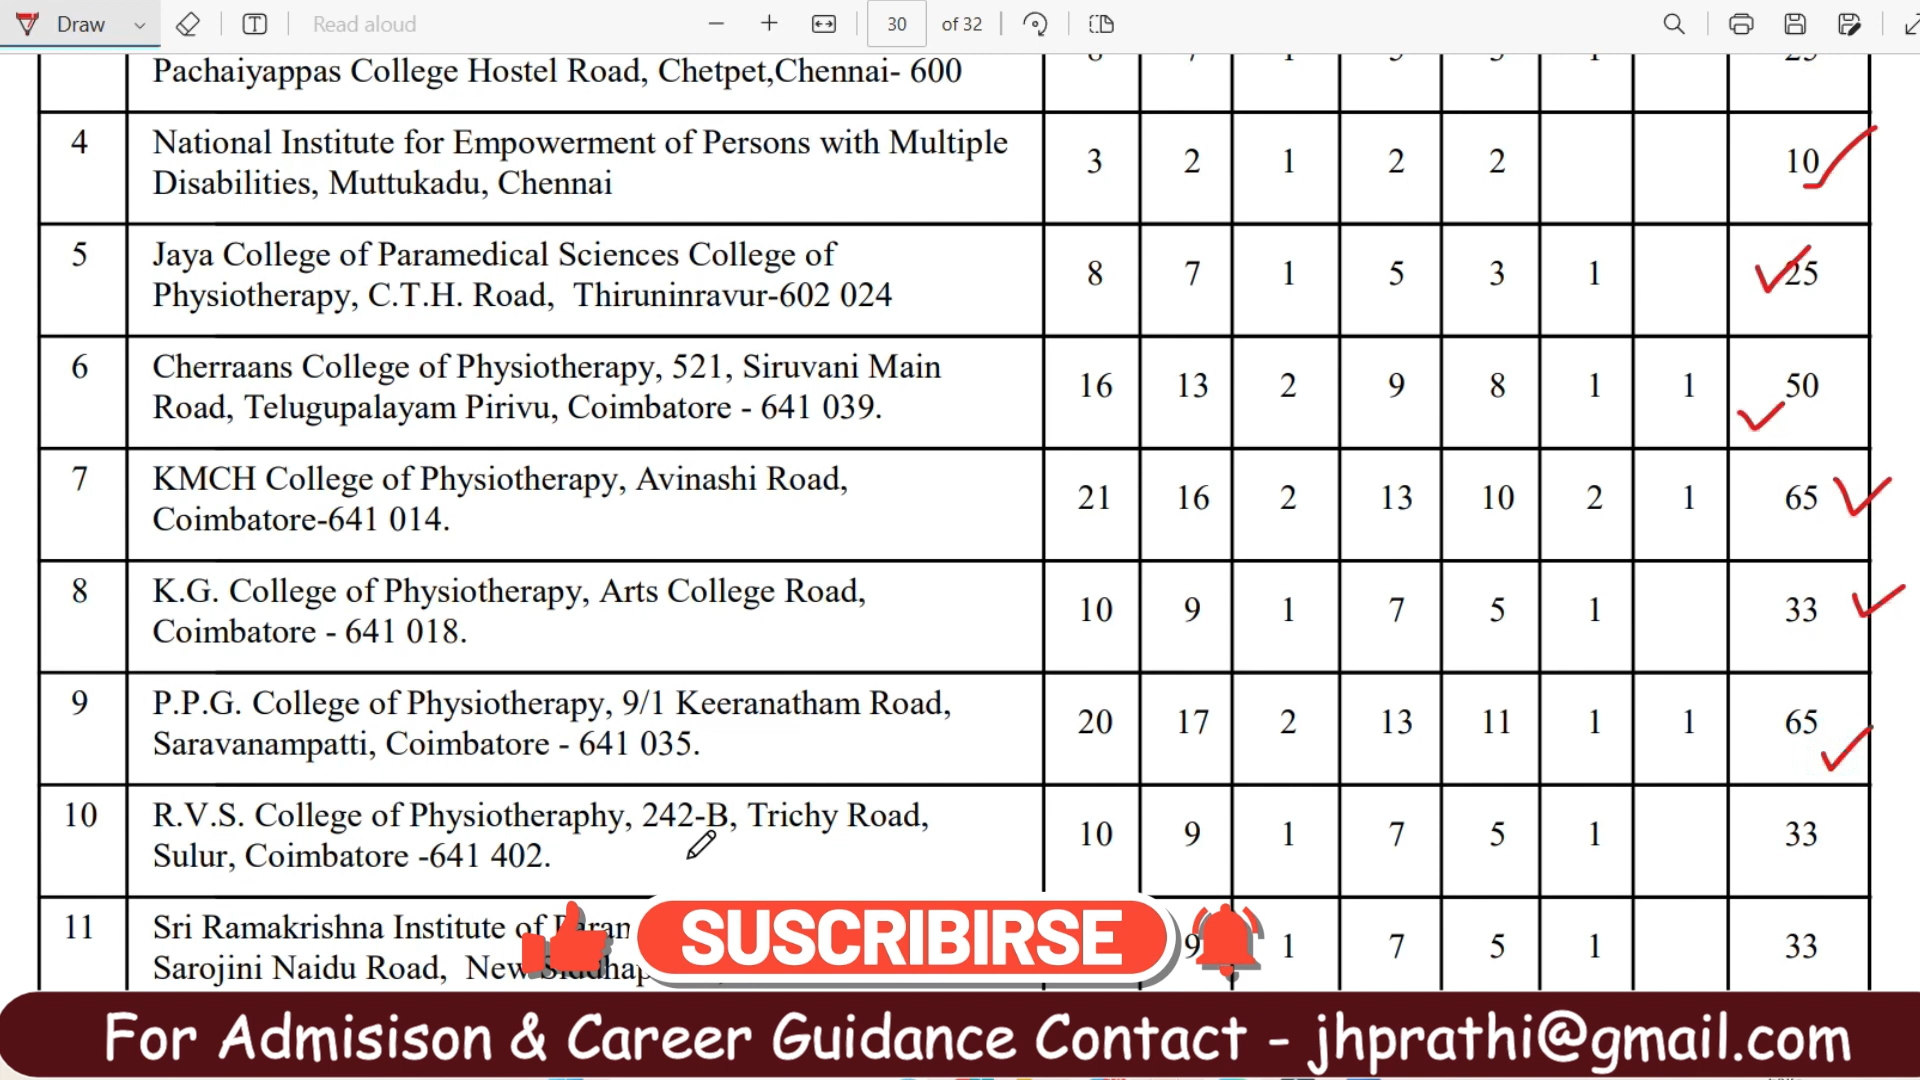 Draw
Read aloud
30 of 32
Pachaiyappas College Hostel Road, Chetpet,Chennai- 600
4 National Institute for Empowerment of Persons with Multiple 3 2 1 2 2 10
Disabilities, Muttukadu, Chennai
5 Jaya College of Paramedical Sciences College of 8 7 1 5 3 1 25
Physiotherapy, C.T.H. Road, Thiruninravur-602 024
6 Cherraans College of Physiotherapy, 521, Siruvani Main 16 13 2 9 8 1 1 50
Road, Telugupalayam Pirivu, Coimbatore - 641 039.
7 KMCH College of Physiotherapy, Avinashi Road, 21 16 2 13 10 2 1 65
Coimbatore-641 014.
8 K.G. College of Physiotherapy, Arts College Road, 10 9 1 7 5 1 33
Coimbatore - 641 018.
9 P.P.G. College of Physiotherapy, 9/1 Keeranatham Road, 20 17 2 13 11 1 1 65
Saravanampatti, Coimbatore - 641 035.
10 R.V.S. College of Physiotheraphy, 242-B, Trichy Road, 10 9 1 7 5 1 33
Sulur, Coimbatore -641 402.
11 Sri Ramakrishna Institute of 9 1 7 5 1 33
Sarojini Naidu Road, New
SUSCRIBIRSE
For Admisison & Career Guidance Contact - jhprathi@gmail.com